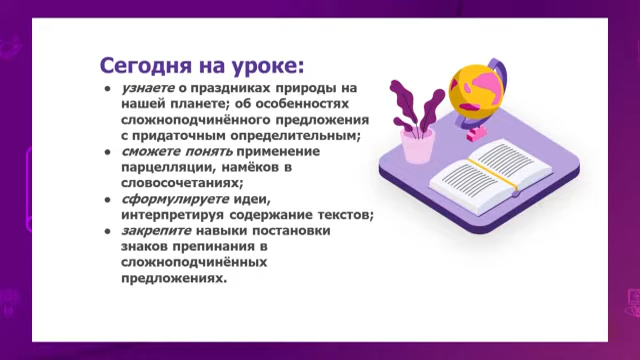 Сегодня на уроке:
● узнаете о праздниках природы на
нашей планете; об особенностях
сложноподчинённого предложения
с придаточным определительным;
● сможете понять применение
парцелляции, намёков в
словосочетаниях;
● сформулируете идеи,
интерпретируя содержание текстов;
● закрепите навыки постановки
знаков препинания в
сложноподчинённых
предложениях.